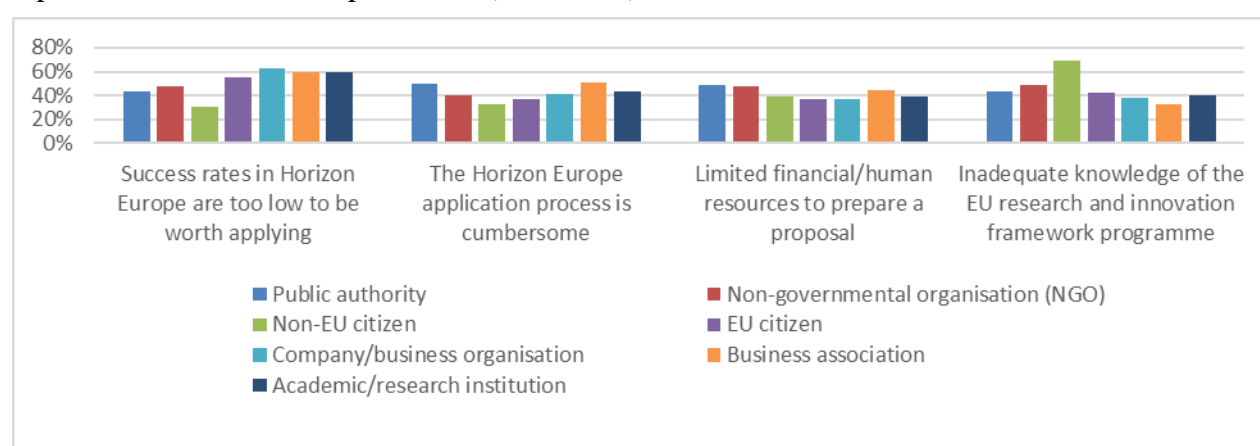 80%
60%
40%
20%
0%
Success rates in Horizon
Europe are too low to be
worth applying
The Horizon Europe
application process is
cumbersome
Limited financial/human
resources to prepare a
proposal
Inadequate knowledge of the
EU research and innovation
framework programme
Public authority
Non-governmental organisation (NGO)
Non-EU citizen
EU citizen
Company/business organisation
Business association
Academic/research institution